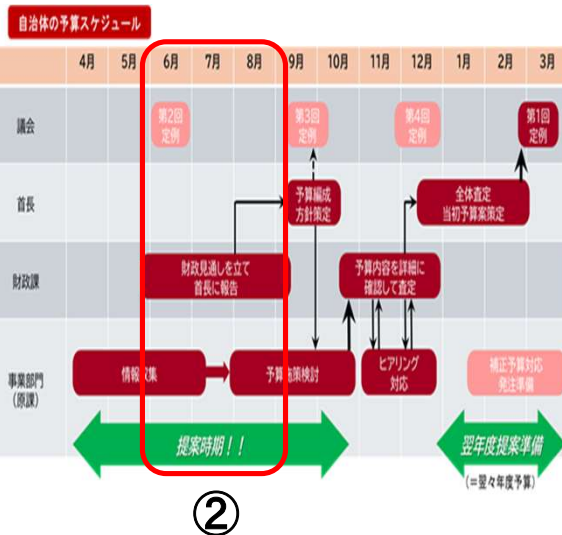 自治体の予算スケジュール
4月 5月 6月 7月 8月 9月 10月 11月 12月 1月 2月 3月
議会
第2回
定例
第3回
定例
第4回
定例
第1回
定例
首長
予算編成
方針策定
全体査定
当初予算案策定
財政課
財政見通しを立て
首長に報告
予算内容を詳細に
確認して査定
事業部門
(原課)
情報収集
予算施策検討
ヒアリング
対応
補正予算対応
発注準備
提案時期！！
翌年度提案準備
(＝翌々年度予算)
②